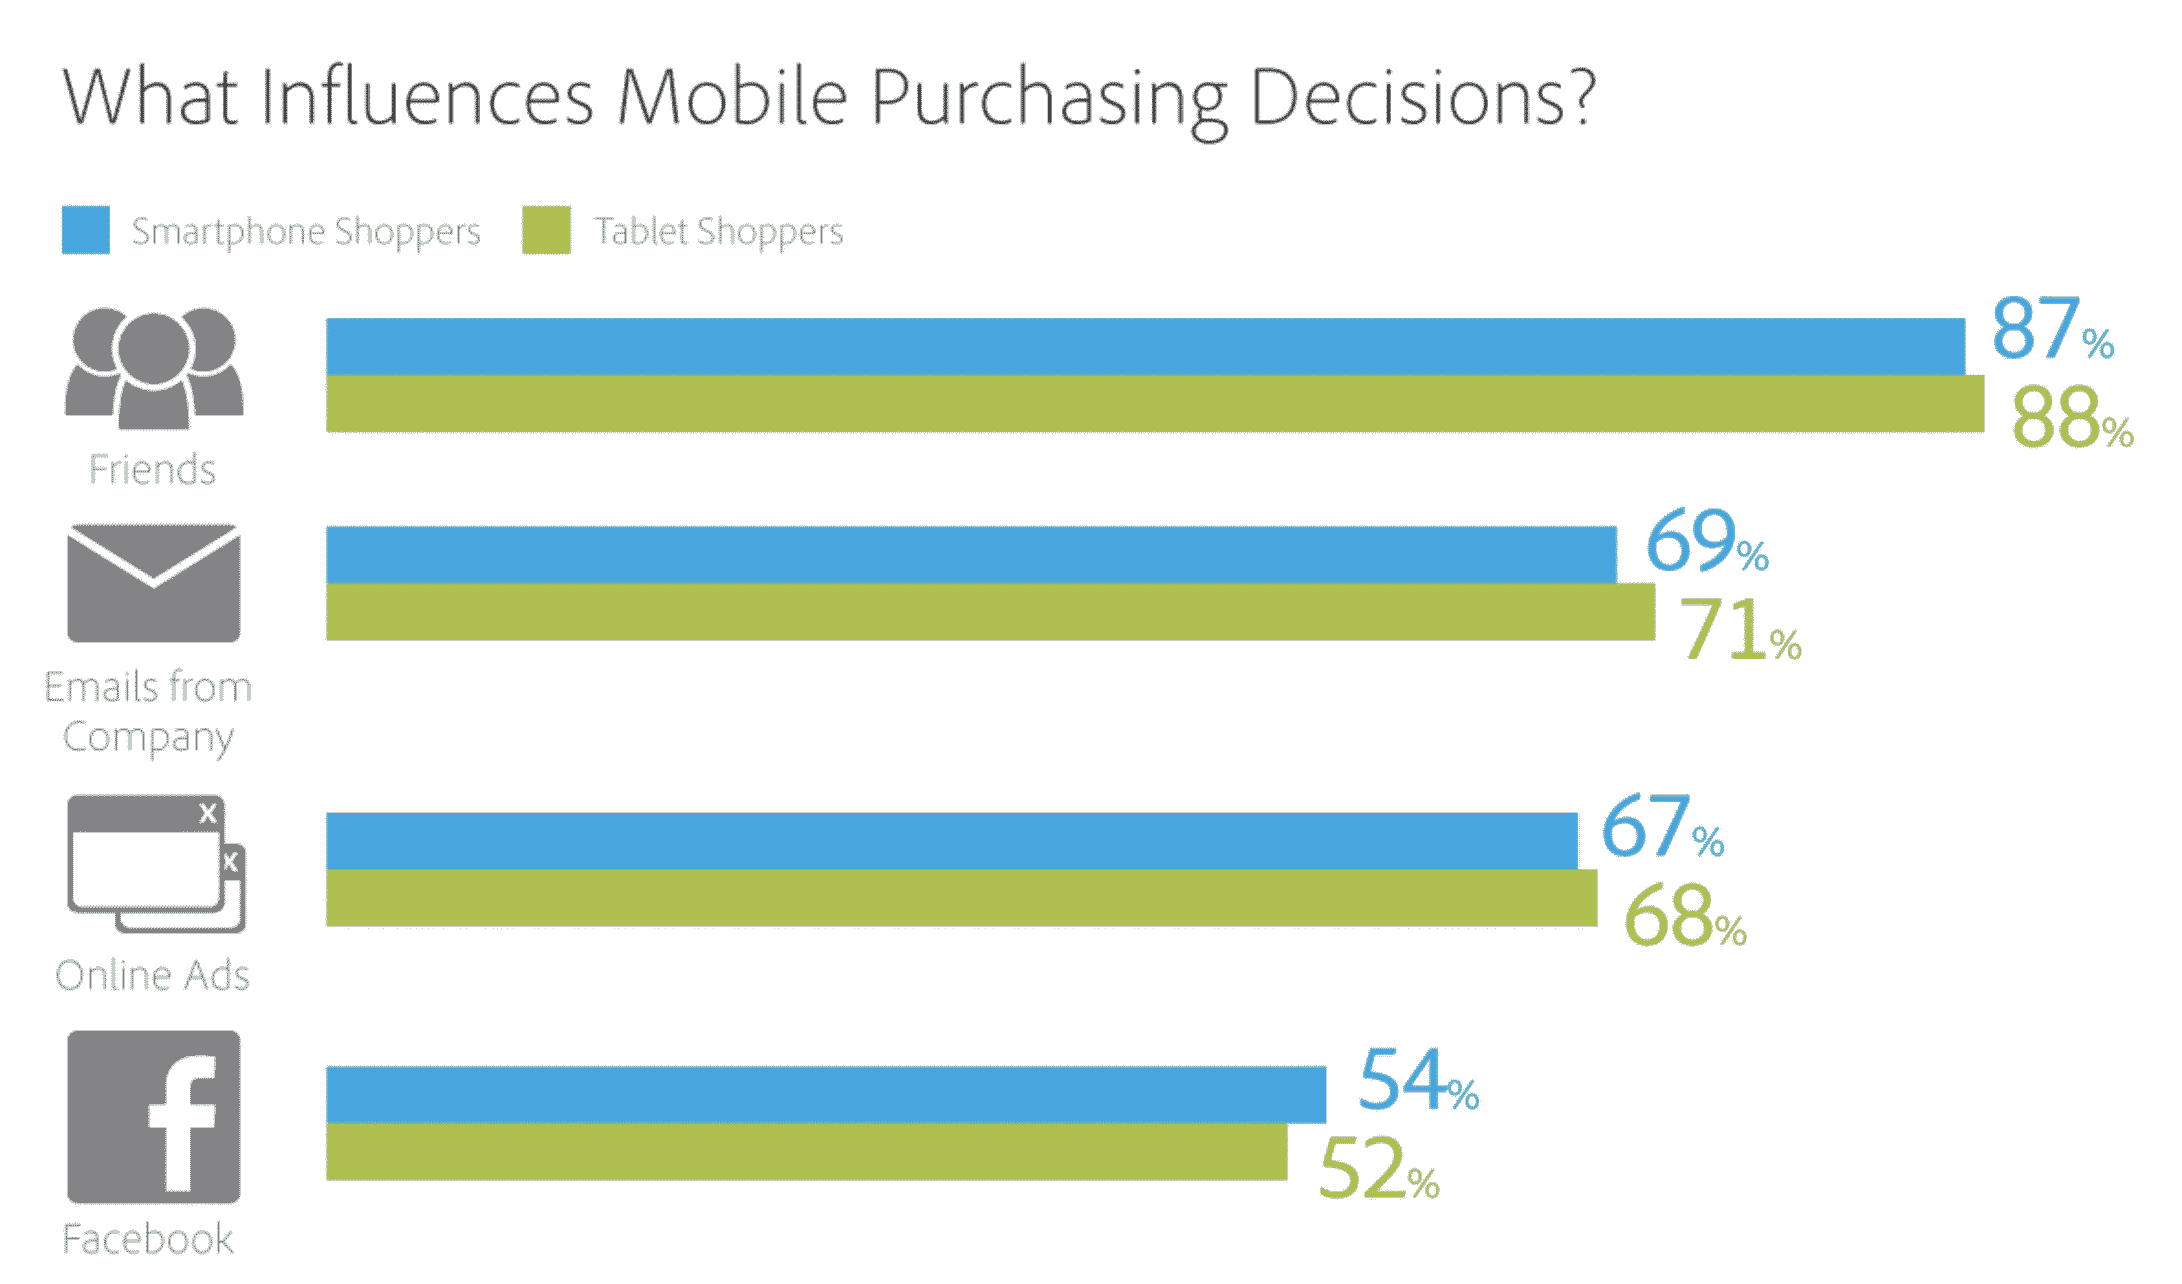 What Influences Mobile Purchasing Decisions?
Smartphone Shoppers Tablet Shoppers
87%
88%
Friends
69%
71%
Emails from
Company
X
X
67%
68%
Online Ads
f
54%
52%
Facebook